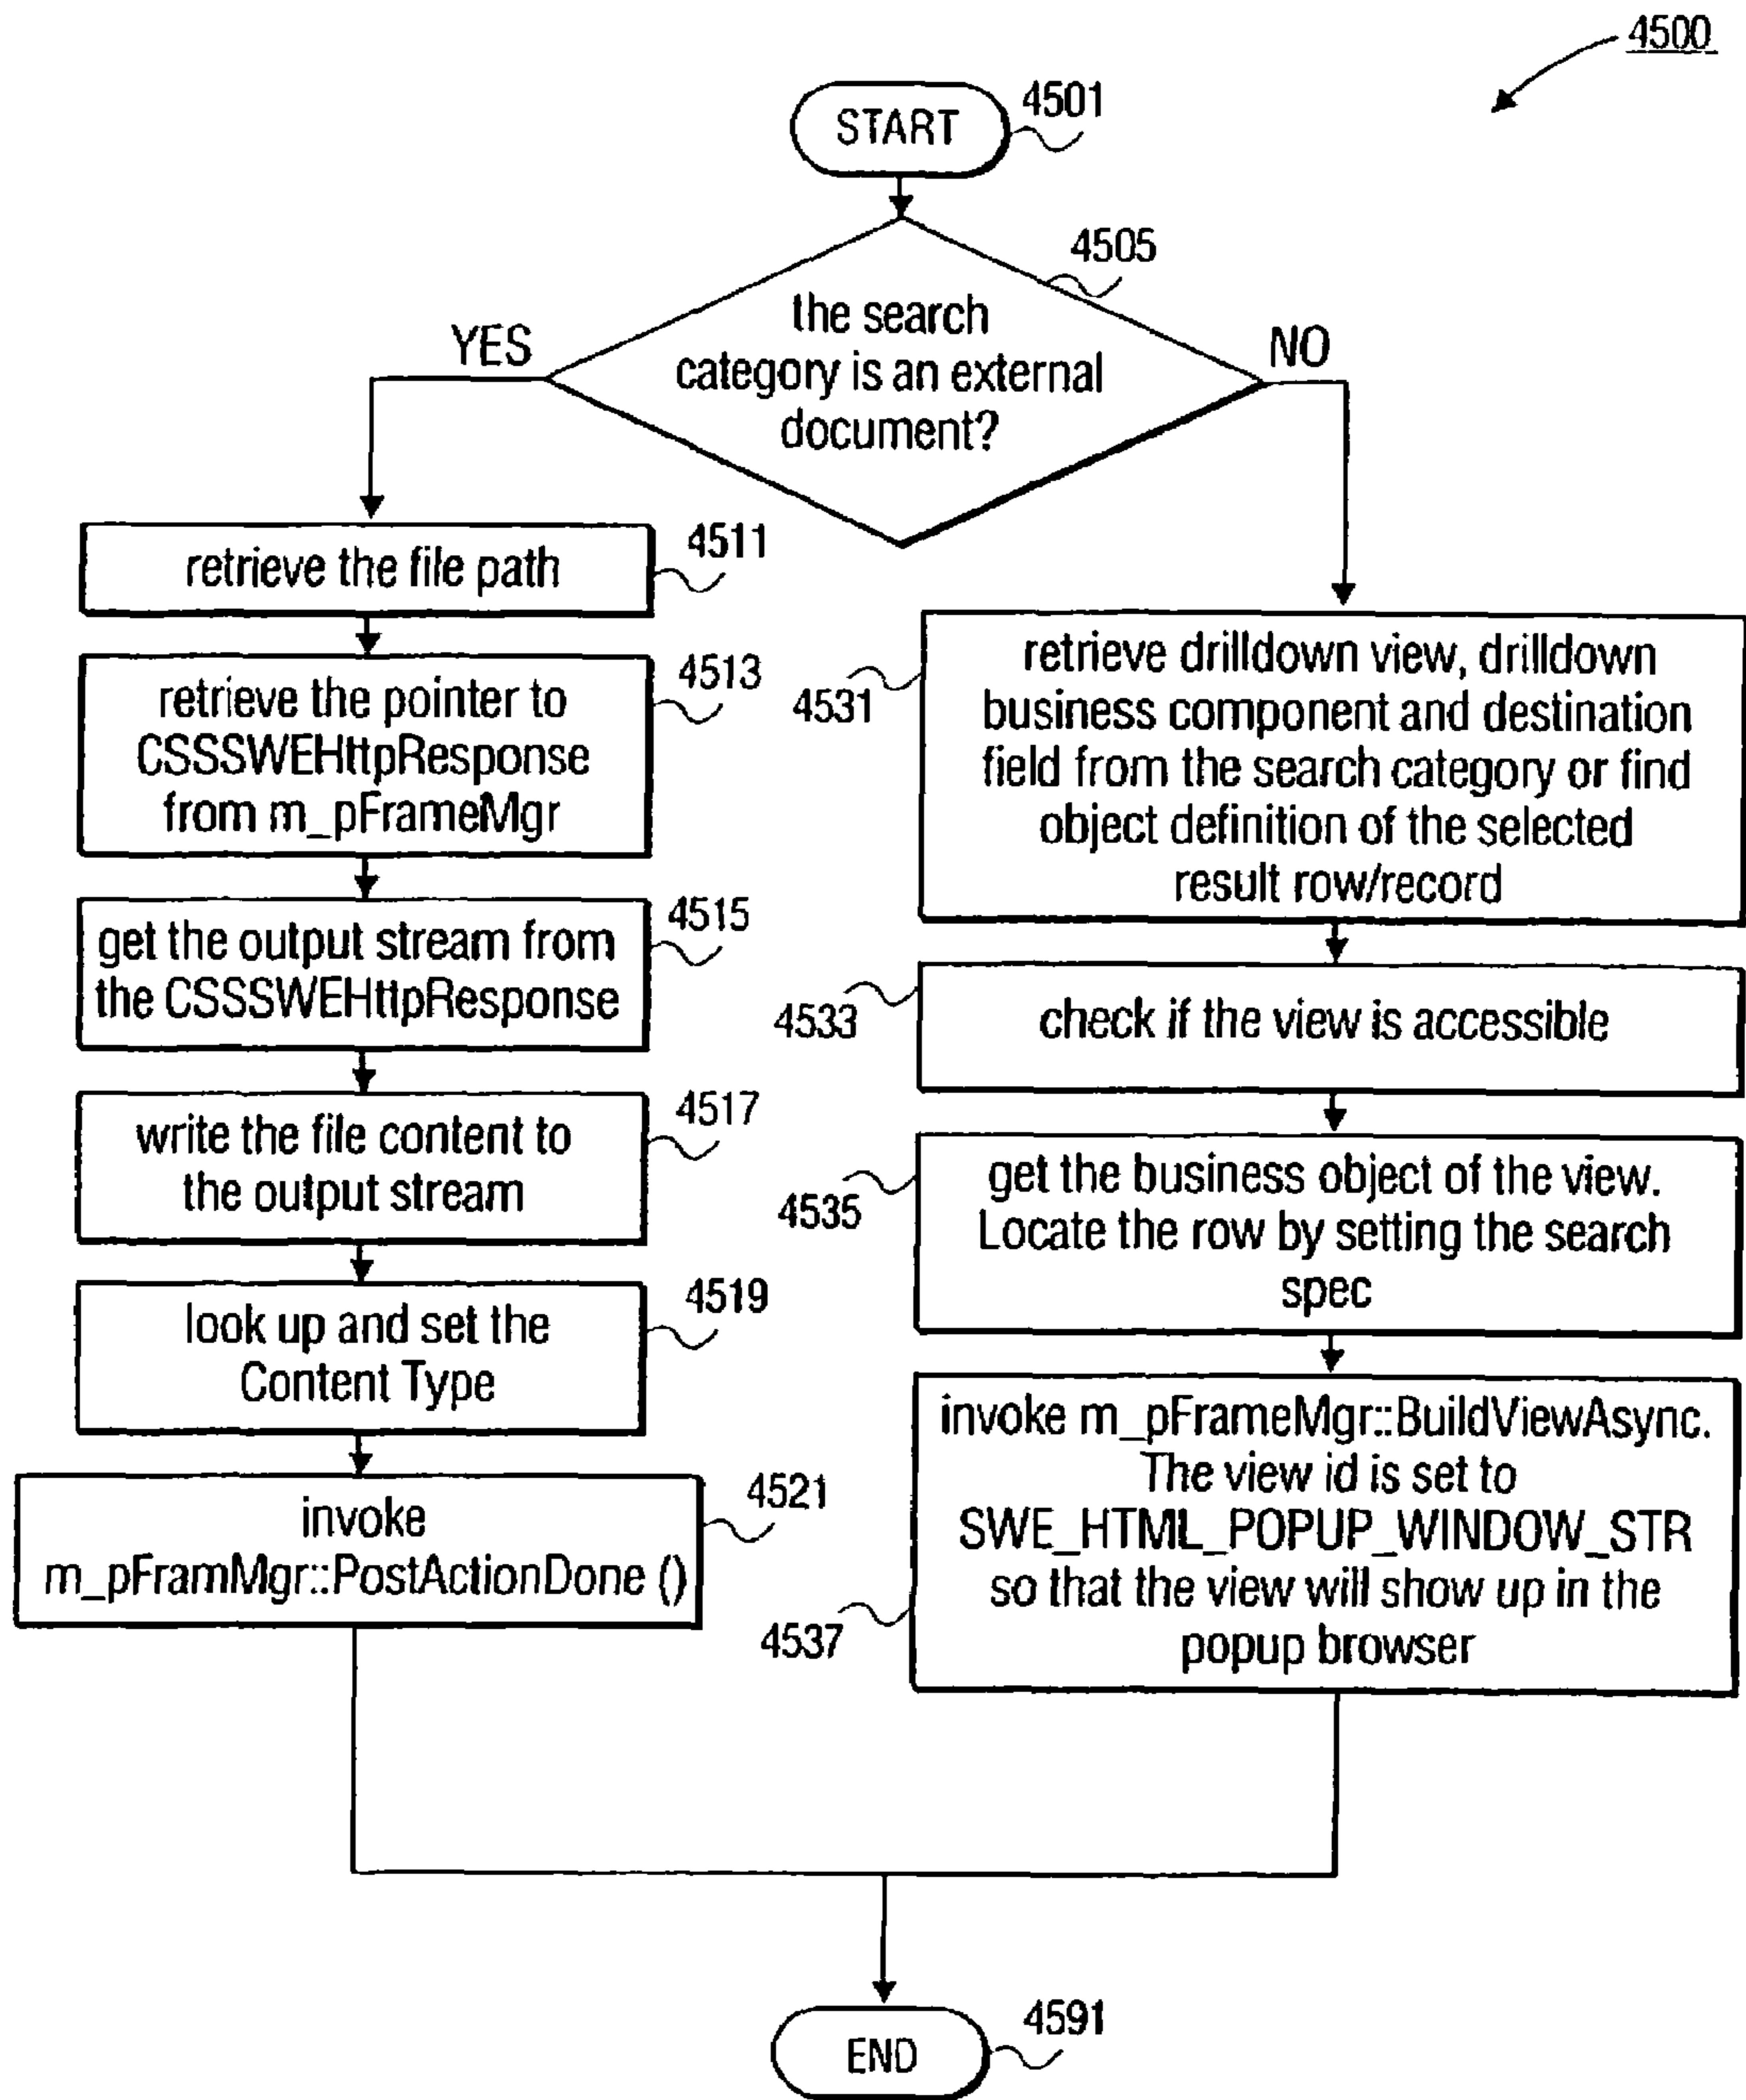 4500
START
4501
4505
the search
category is an external
document?
YES
NO
retrieve the file path
4511
retrieve the pointer to
CSSSWEHttpResponse
from m_pFrameMgr
4513
get the output stream from
the CSSSWEHttpResponse
4515
write the file content to
the output stream
4517
look up and set the
Content Type
4519
invoke
m_pFramMgr::PostActionDone ()
4521
retrieve drilldown view, drilldown
business component and destination
field from the search category or find
object definition of the selected
result row/record
4531
check if the view is accessible
4533
get the business object of the view.
Locate the row by setting the search
spec
4535
invoke m_pFrameMgr::BuildViewAsync.
The view id is set to
SWE_HTML_POPUP_WINDOW_STR
so that the view will show up in the
popup browser
4537
END
4591